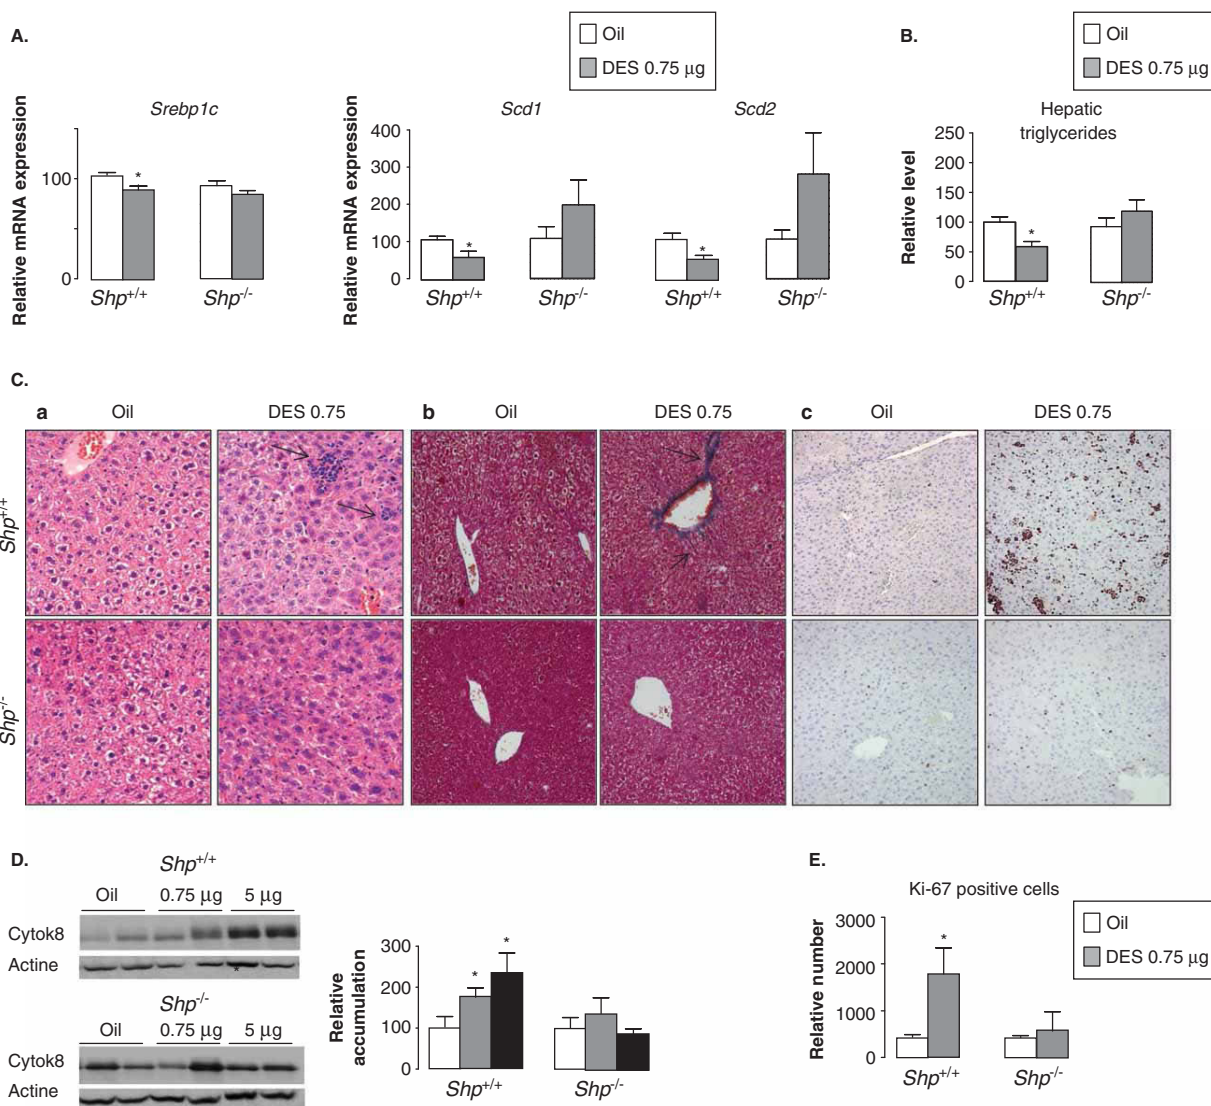 A.
Oil
DES 0.75 μg
B.
Oil
DES 0.75 μg
Srebp1c
Scd1
Scd2
Hepatic
triglycerides
Relative mRNA expression
100
0
Shp+/+
Shp-/-
Relative mRNA expression
400
300
200
100
0
*
*
*
Shp+/+
Shp-/-
Shp+/+
Shp-/-
Relative level
250
200
150
100
50
0
*
Shp+/+
Shp-/-
C.
a
Oil
DES 0.75
b
Oil
DES 0.75
c
Oil
DES 0.75
Shp+/+
Shp-/-
D.
Shp+/+
Oil
0.75 μg
5 μg
Cytok8
Actine
*
Shp-/-
Oil
0.75 μg
5 μg
Cytok8
Actine
Relative
accumulation
300
200
100
0
*
*
Shp+/+
Shp-/-
E.
Ki-67 positive cells
Oil
DES 0.75 μg
Relative number
3000
2000
1000
0
*
Shp+/+
Shp-/-